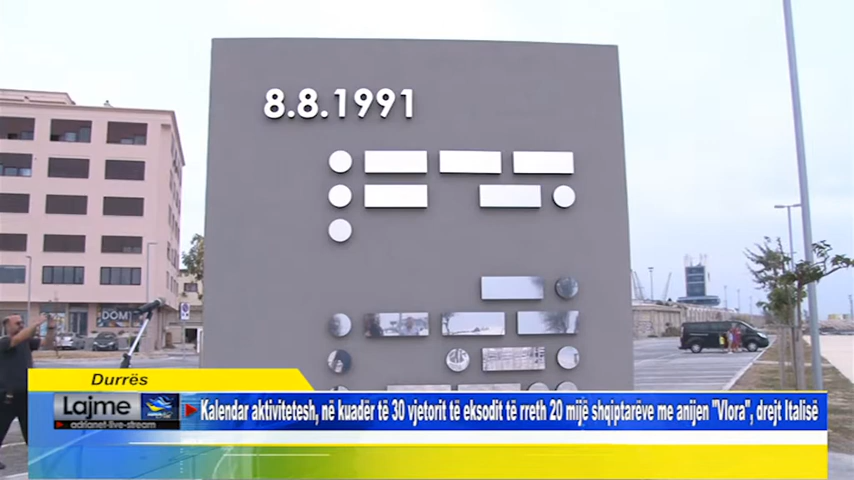 8.8.1991
DOM
Durrës
Lajme
adrianet-live-stream
Kalendar aktivitetesh, në kuadër të 30 vjetorit të eksodit të rreth 20 mijë shqiptarëve me anijen "Vlora", drejt Italisë